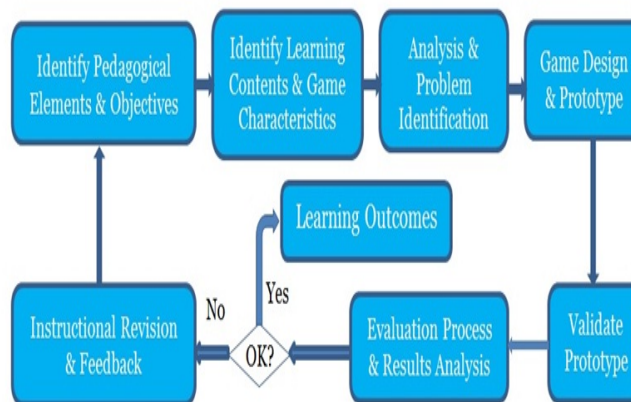 Identify Pedagogical
Elements & Objectives
Identify Learning
Contents & Game
Characteristics
Analysis &
Problem
Identification
Game Design
& Prototype
Learning Outcomes
No
Yes
Instructional Revision
& Feedback
OK?
Evaluation Process
& Results Analysis
Validate
Prototype